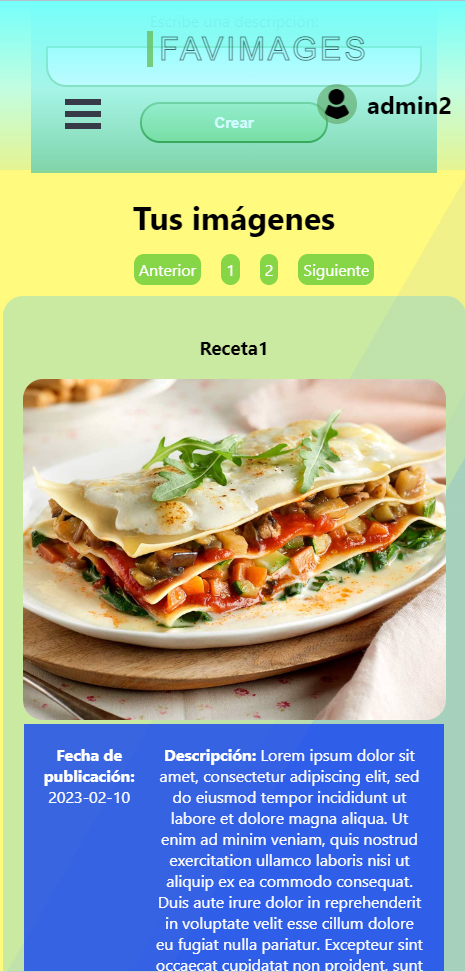 Escribe una descripción:
FAVIMAGES
Crear
admin2
Tus imágenes
Anterior 1 2 Siguiente
Receta1
Fecha de
publicación:
2023-02-10
Descripción: Lorem ipsum dolor sit
amet, consectetur adipiscing elit, sed
do eiusmod tempor incididunt ut
labore et dolore magna aliqua. Ut
enim ad minim veniam, quis nostrud
exercitation ullamco laboris nisi ut
aliquip ex ea commodo consequat.
Duis aute irure dolor in reprehenderit
in voluptate velit esse cillum dolore
eu fugiat nulla pariatur. Excepteur sint
occaecat cupidatat non proident, sunt